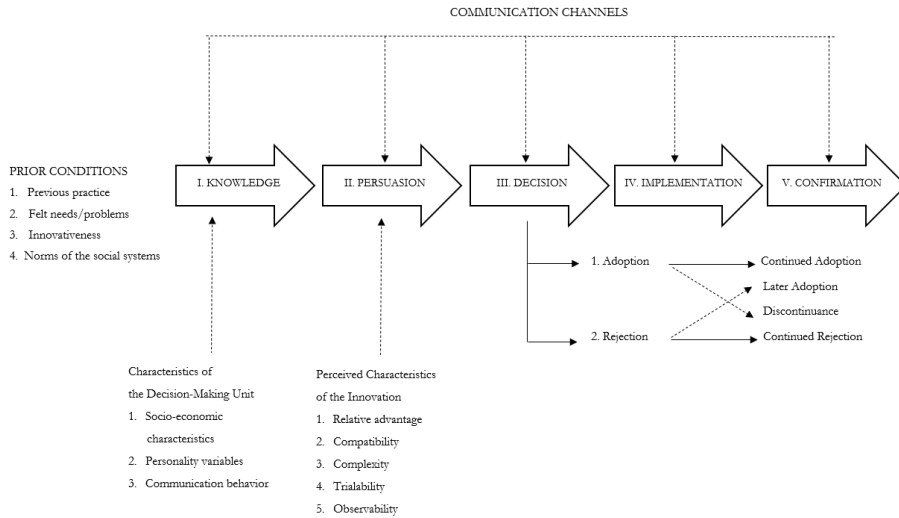 COMMUNICATION CHANNELS
PRIOR CONDITIONS
1. Previous practice
2. Felt needs/problems
3. Innovativeness
4. Norms of the social systems
I. KNOWLEDGE
II. PERSUASION
III. DECISION
IV. IMPLEMENTATION
V. CONFIRMATION
1. Adoption
Continued Adoption
Later Adoption
Discontinuance
2. Rejection
Continued Rejection
Characteristics of
the Decision-Making Unit
1. Socio-economic
characteristics
2. Personality variables
3. Communication behavior
Perceived Characteristics
of the Innovation
1. Relative advantage
2. Compatibility
3. Complexity
4. Trialability
5. Observability